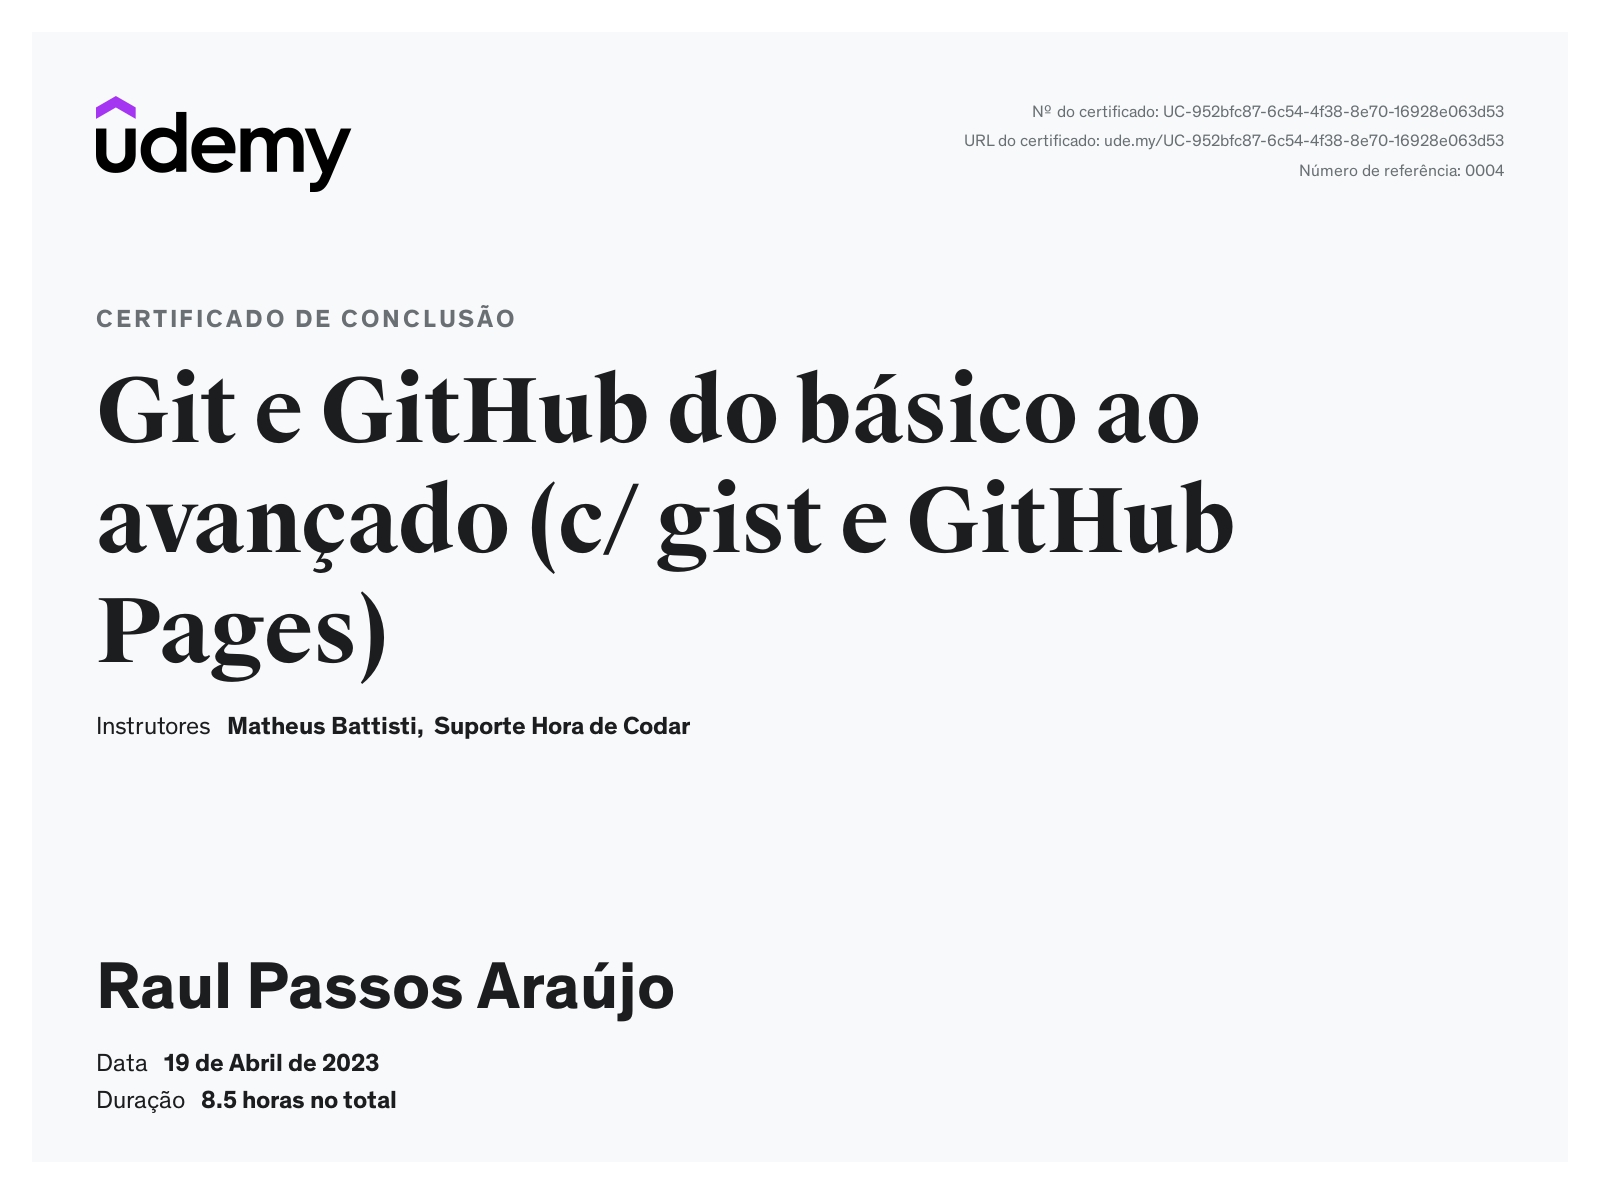 udemy
Nº do certificado: UC-952bfc87-6c54-4f38-8e70-16928e063d53
URL do certificado: ude.my/UC-952bfc87-6c54-4f38-8e70-16928e063d53
Número de referência: 0004
CERTIFICADO DE CONCLUSÃO
Git e GitHub do básico ao
avançado (c/ gist e GitHub
Pages)
Instrutores Matheus Battisti, Suporte Hora de Codar
Raul Passos Araújo
Data 19 de Abril de 2023
Duração 8.5 horas no total